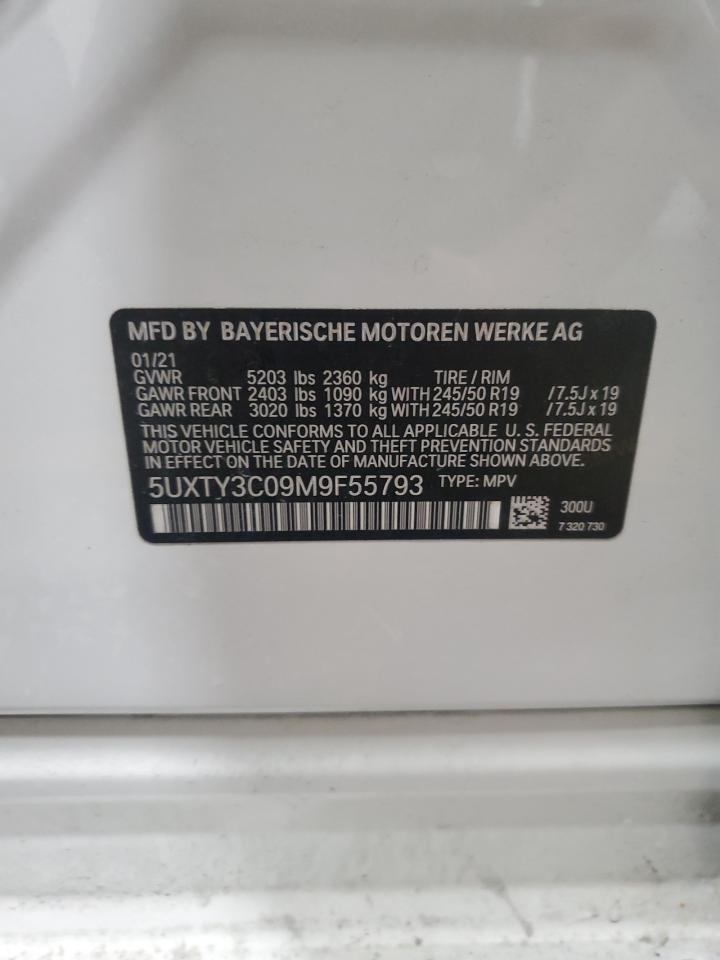 MFD BY BAYERISCHE MOTOREN WERKE AG
01/21
GVWR 5203 lbs 2360 kg TIRE / RIM
GAWR FRONT 2403 lbs 1090 kg WITH 245/50 R19 /7.5J x 19
GAWR REAR 3020 lbs 1370 kg WITH 245/50 R19 /7.5J x 19
THIS VEHICLE CONFORMS TO ALL APPLICABLE U. S. FEDERAL
MOTOR VEHICLE SAFETY AND THEFT PREVENTION STANDARDS
IN EFFECT ON THE DATE OF MANUFACTURE SHOWN ABOVE.
5UXTY3C09M9F55793 TYPE: MPV
300U
7 320 730